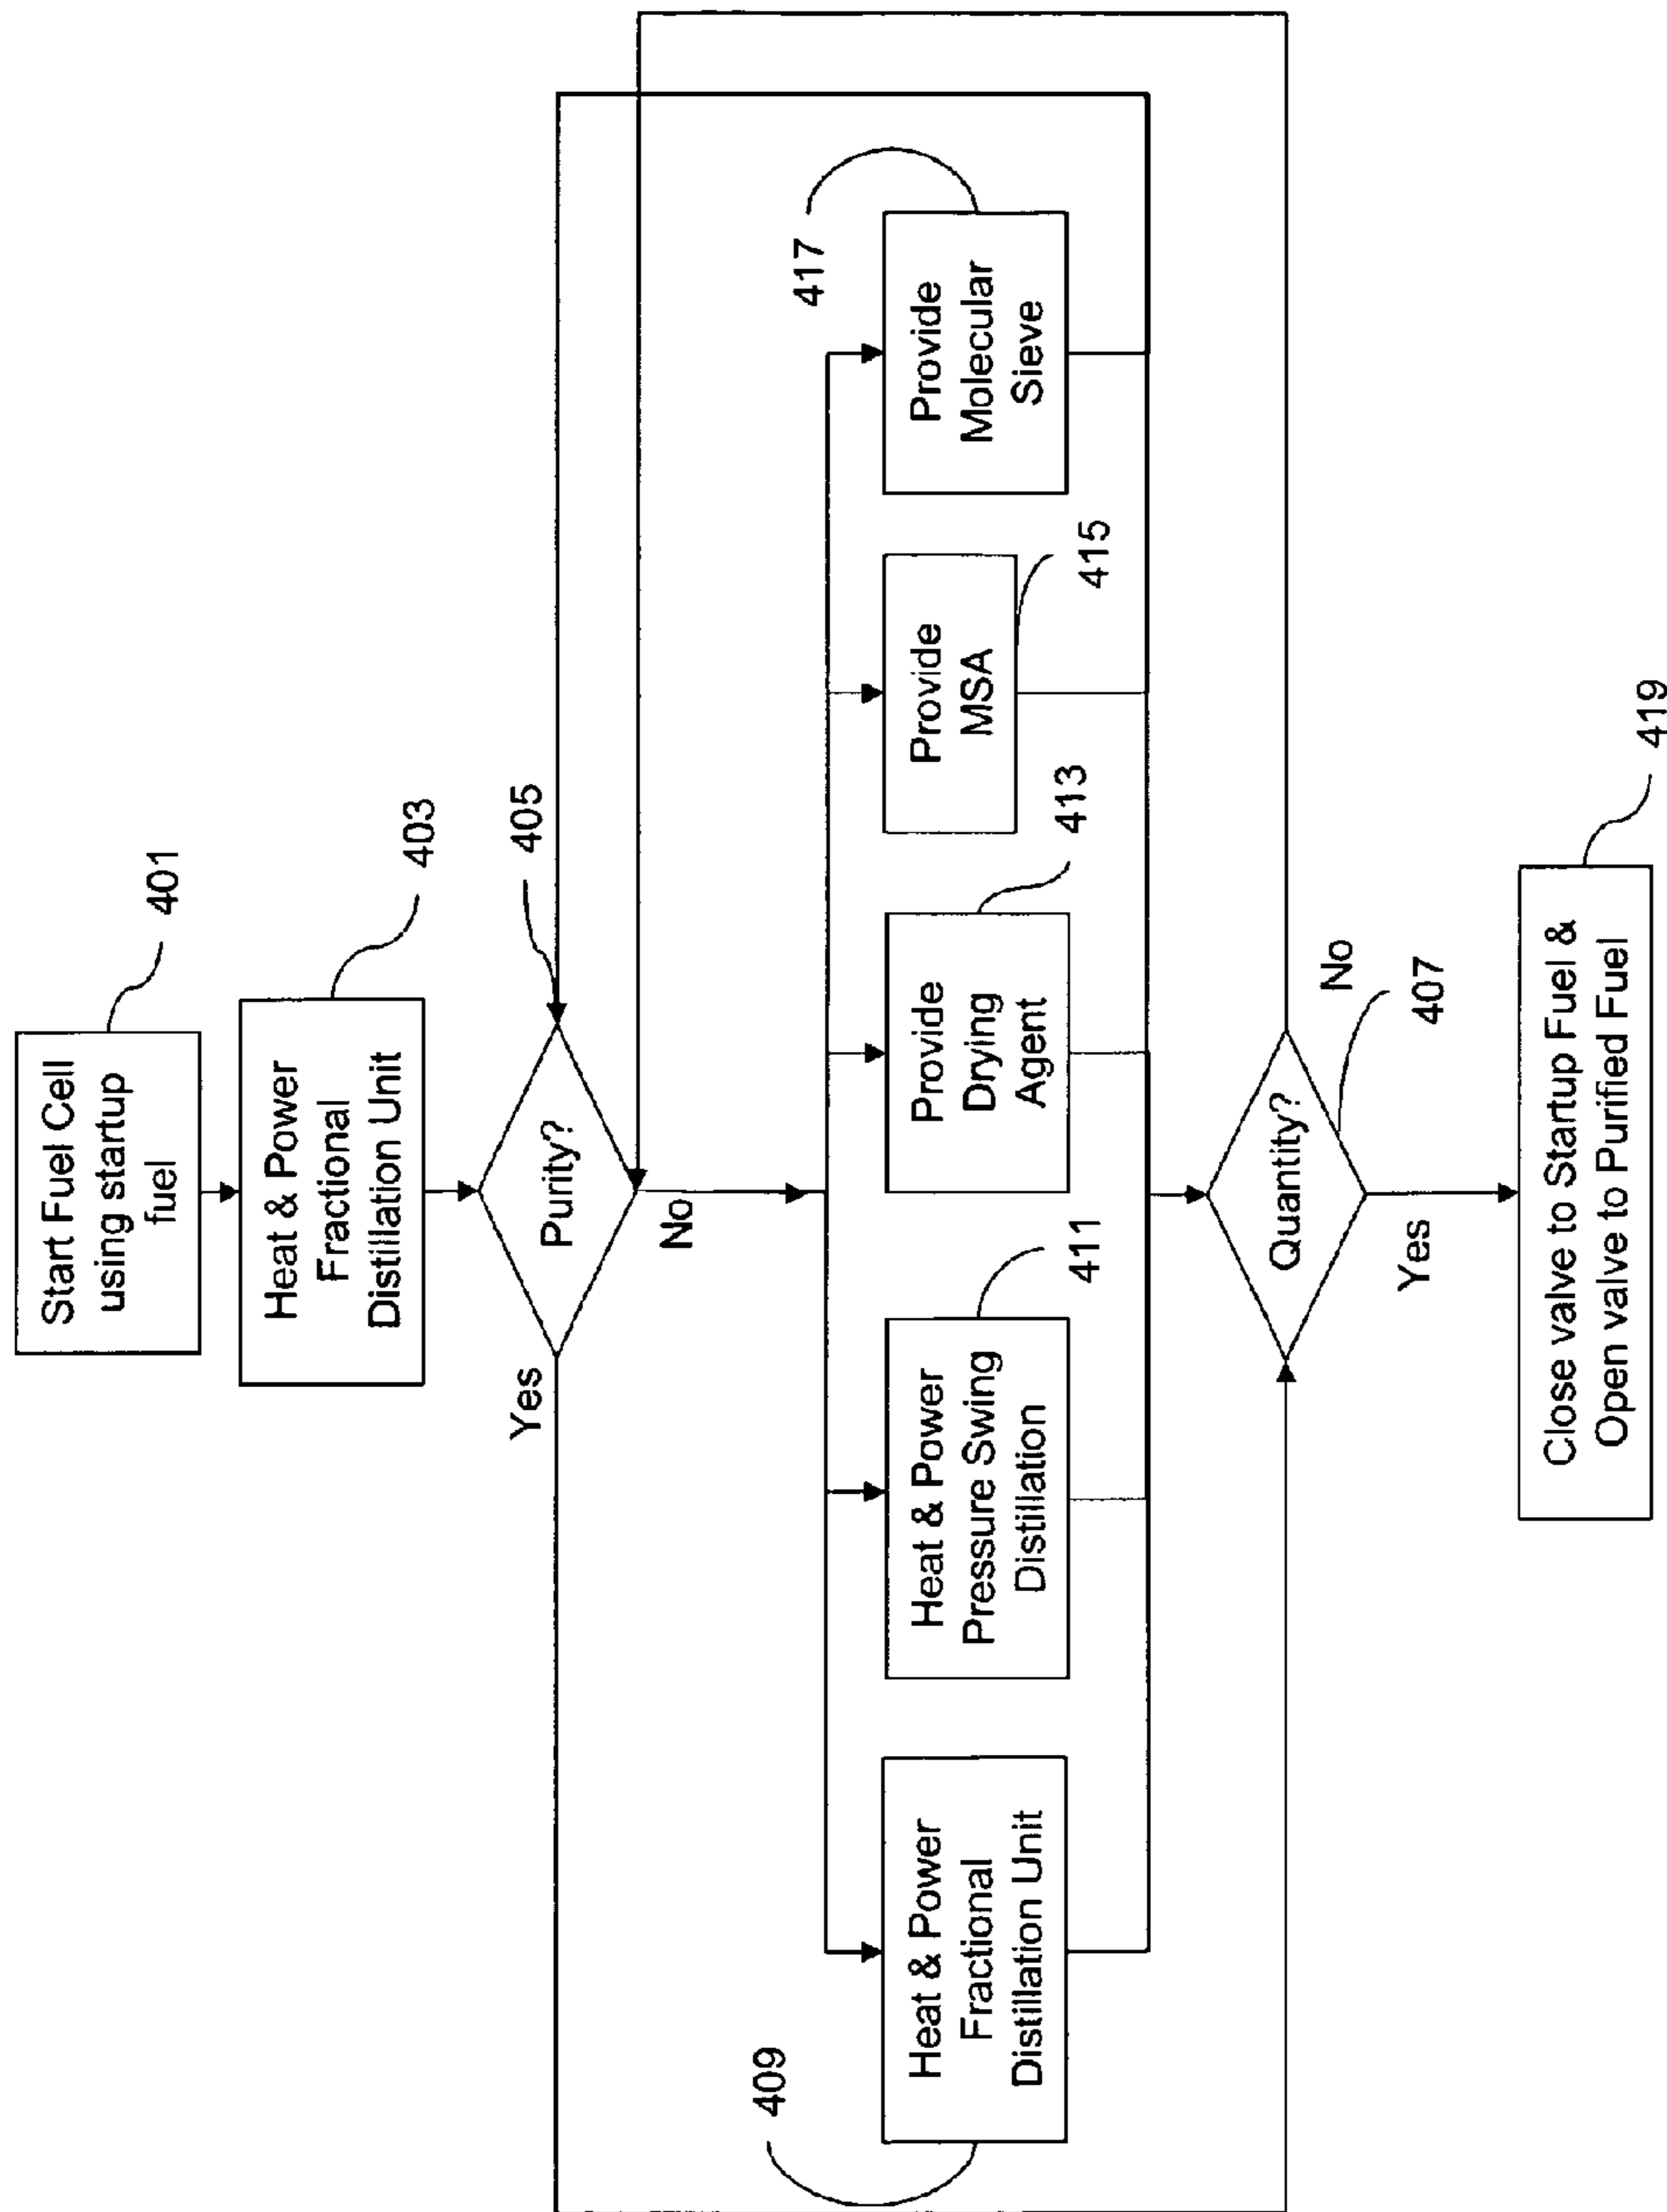 Start Fuel Cell
using startup
fuel
401
Heat & Power
Fractional
Distillation Unit
403
Purity?
405
Yes
No
Heat & Power
Fractional
Distillation Unit
409
Heat & Power
Pressure Swing
Distillation
411
Provide
Drying
Agent
413
Provide
MSA
415
Provide
Molecular
Sieve
417
Quantity?
No
407
Yes
Close valve to Startup Fuel &
Open valve to Purified Fuel
419